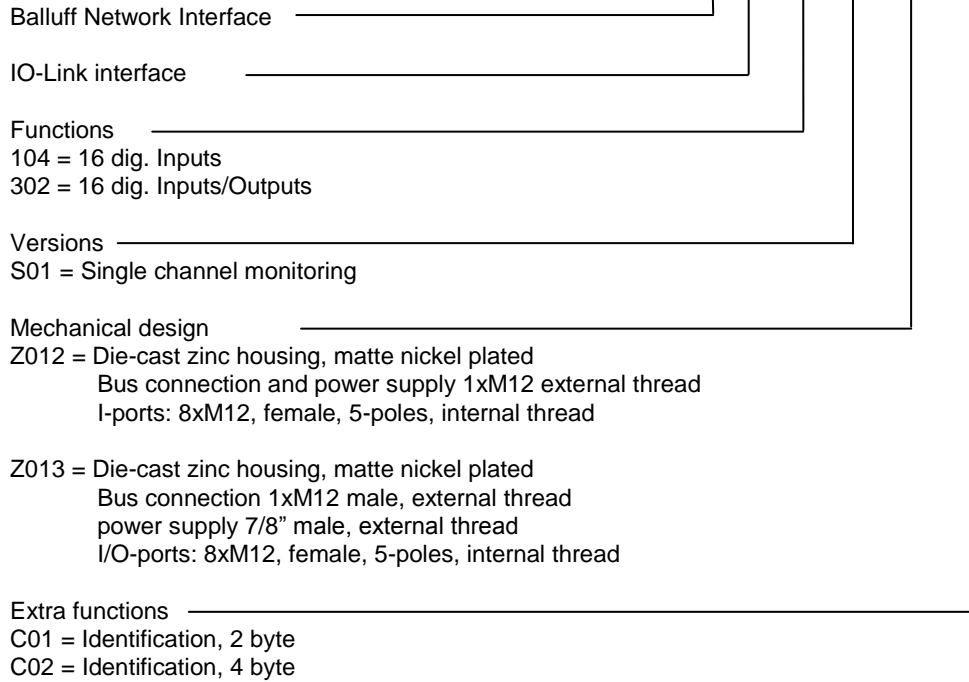 Balluff Network Interface
IO-Link interface
Functions
104 = 16 dig. Inputs
302 = 16 dig. Inputs/Outputs
Versions
S01 = Single channel monitoring
Mechanical design
Z012 = Die-cast zinc housing, matte nickel plated
Bus connection and power supply 1xM12 external thread
I-ports: 8xM12, female, 5-poles, internal thread
Z013 = Die-cast zinc housing, matte nickel plated
Bus connection 1xM12 male, external thread
power supply 7/8” male, external thread
I/O-ports: 8xM12, female, 5-poles, internal thread
Extra functions
C01 = Identification, 2 byte
C02 = Identification, 4 byte